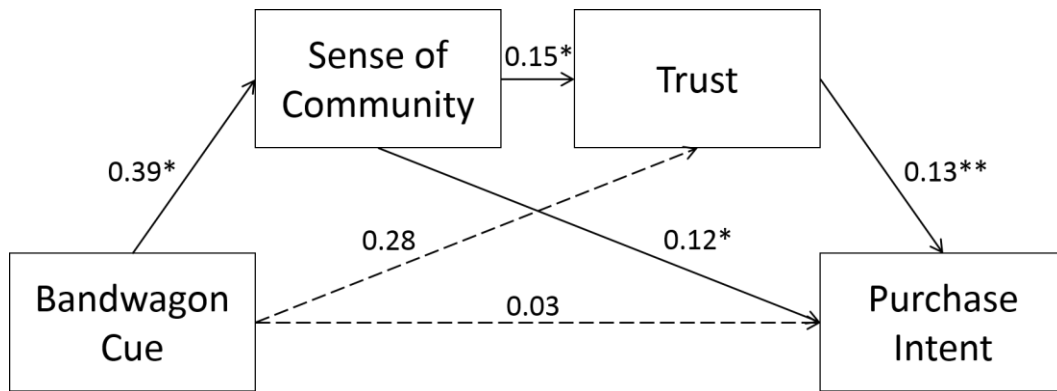 Sense of
Community
0.15*
Trust
0.39*
0.28
0.12*
0.13**
Bandwagon
Cue
0.03
Purchase
Intent